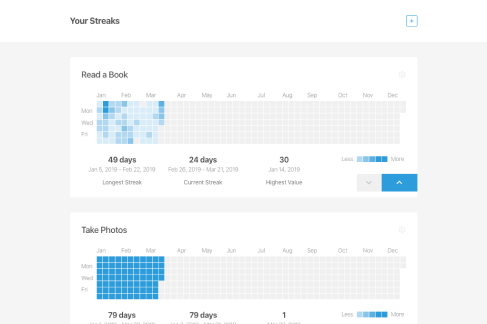 Your Streaks
Read a Book
Jan Feb Mar Apr May Jun Jul Aug Sep Oct Nov Dec
Mon
Wed
Fri
49 days 24 days 30
Jan 5, 2019 - Feb 22, 2019 Feb 26, 2019 - Mar 21, 2019 Jan 14, 2019
Longest Streak Current Streak Highest Value
Less More
Take Photos
Jan Feb Mar Apr May Jun Jul Aug Sep Oct Nov Dec
Mon
Wed
Fri
79 days 79 days 1
Less More